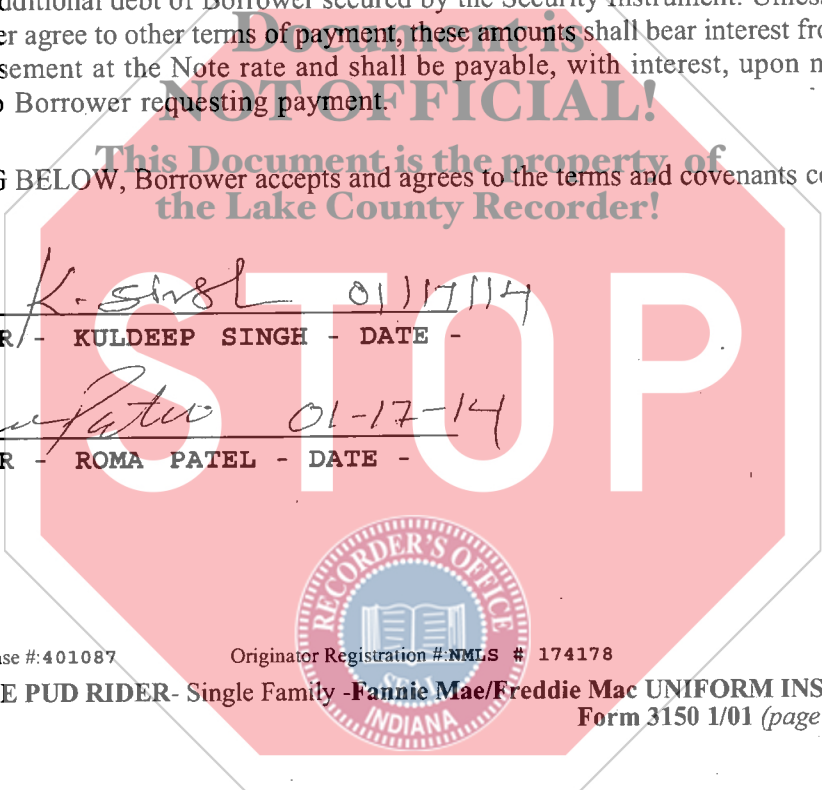 additional debt of Borrower secured by the Security Instrument. Unless
er agree to other terms of payment, these amounts shall bear interest fro
sement at the Note rate and shall be payable, with interest, upon n
o Borrower requesting payment.
Document is
NOT OFFICIAL!
This Document is the property of
the Lake County Recorder!
G BELOW, Borrower accepts and agrees to the terms and covenants co
STOP
K. Singh 01/17/14
R - KULDEEP SINGH - DATE -
Patel 01-17-14
R - ROMA PATEL - DATE -
RECORDER'S OFFICE
SEAL
INDIANA
nse #:401087 Originator Registration #:NMLS # 174178
E PUD RIDER- Single Family -Fannie Mae/Freddie Mac UNIFORM INS
Form 3150 1/01 (page